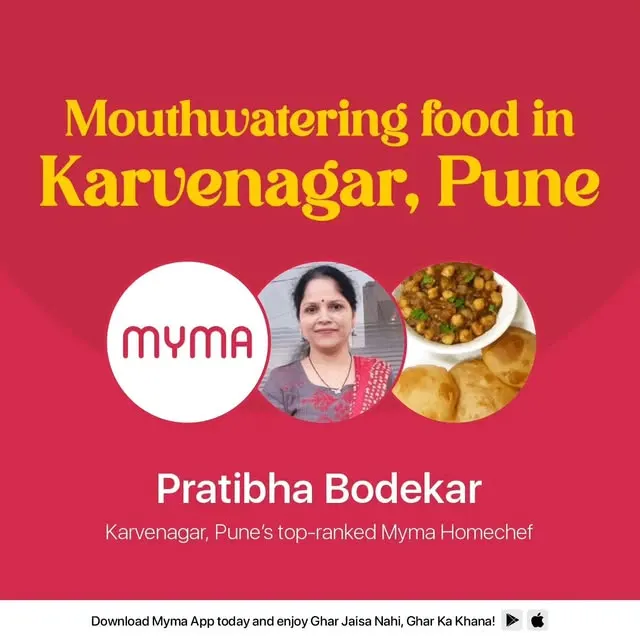 Mouthwatering food in
Karvenagar, Pune
MYMA
Pratibha Bodekar
Karvenagar, Pune's top-ranked Myma Homechef
Download Myma App today and enjoy Ghar Jaisa Nahi, Ghar Ka Khana!